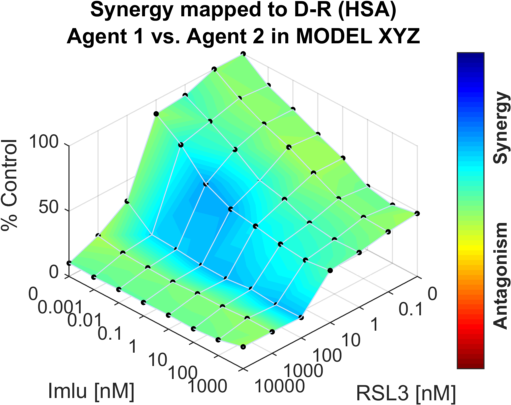 Synergy mapped to D-R (HSA)
Agent 1 vs. Agent 2 in MODEL XYZ
% Control
100
50
0
0
0.001
0.01
0.1
1
10
100
1000
Imlu [nM]
10000
1000
100
10
1
0.1
0
RSL3 [nM]
Synergy
Antagonism